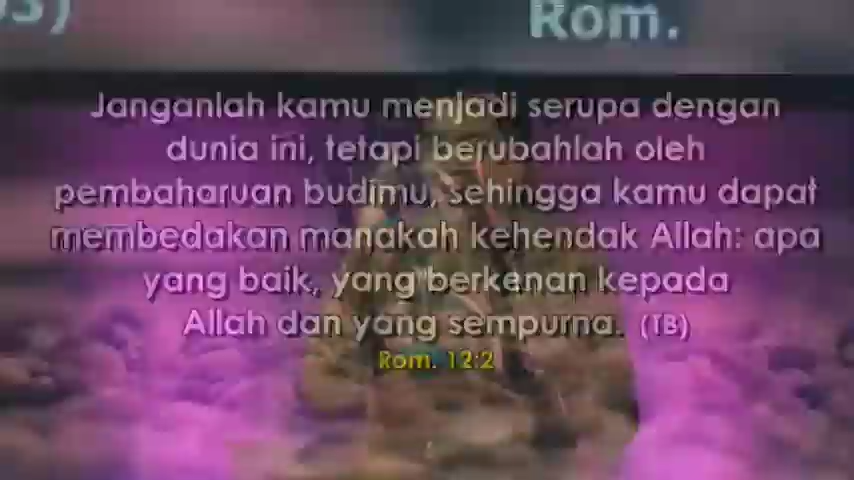 3)
Rom.
Janganlah kamu menjadi serupa dengan
dunia ini, tetapi berubahlah oleh
pembaharuan budimu, sehingga kamu dapat
membedakan manakah kehendak Allah: apa
yang baik, yang berkenan kepada
Allah dan yang sempurna. (TB)
Rom. 12:2